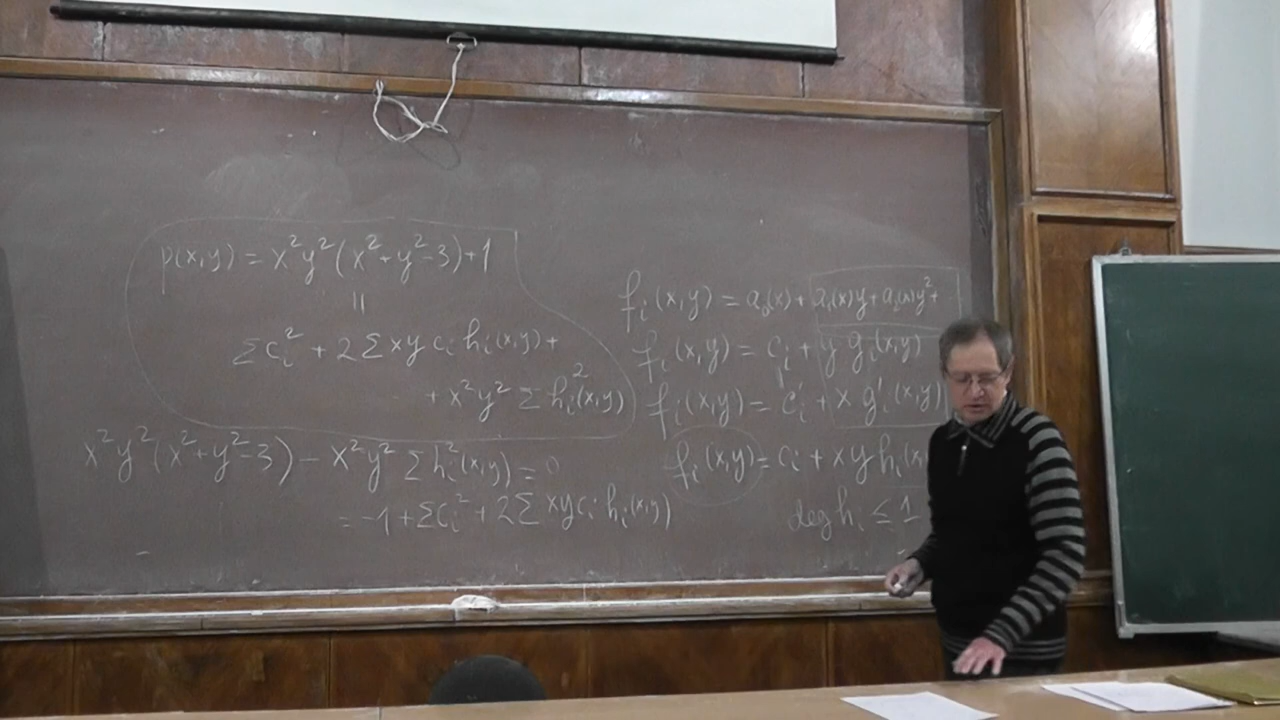 p(x,y) = x²y²(x²+y²-3)+1
||
Σc_i² + 2Σxy c_i h_i(x,y)+
+ x²y² Σh_i²(x,y)
x²y²(x²+y²-3) - x²y² Σh_i²(x,y) = 0
= -1+Σc_i² + 2Σxyc_i h_i(x,y)
f_i(x,y) = a_0(x)+a_1(x)y+a_2(x)y²+
f_i(x,y) = c_i + y g_i(x,y)
f_i(x,y) = c_i' + x g_i'(x,y)
f_i(x,y) = c_i + xy h_i(x,
deg h_i ≤ 1